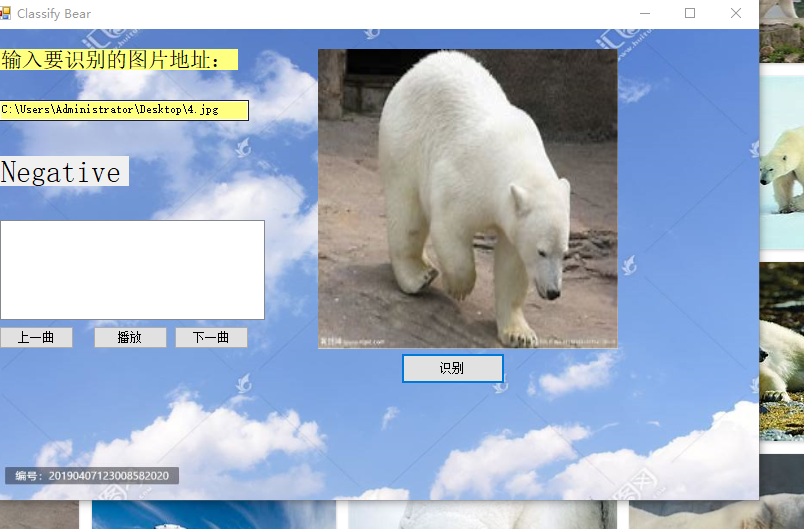 Classify Bear
输入要识别的图片地址：
C:\Users\Administrator\Desktop\4.jpg
Negative
上一曲
播放
下一曲
识别
编号：20190407123008582020